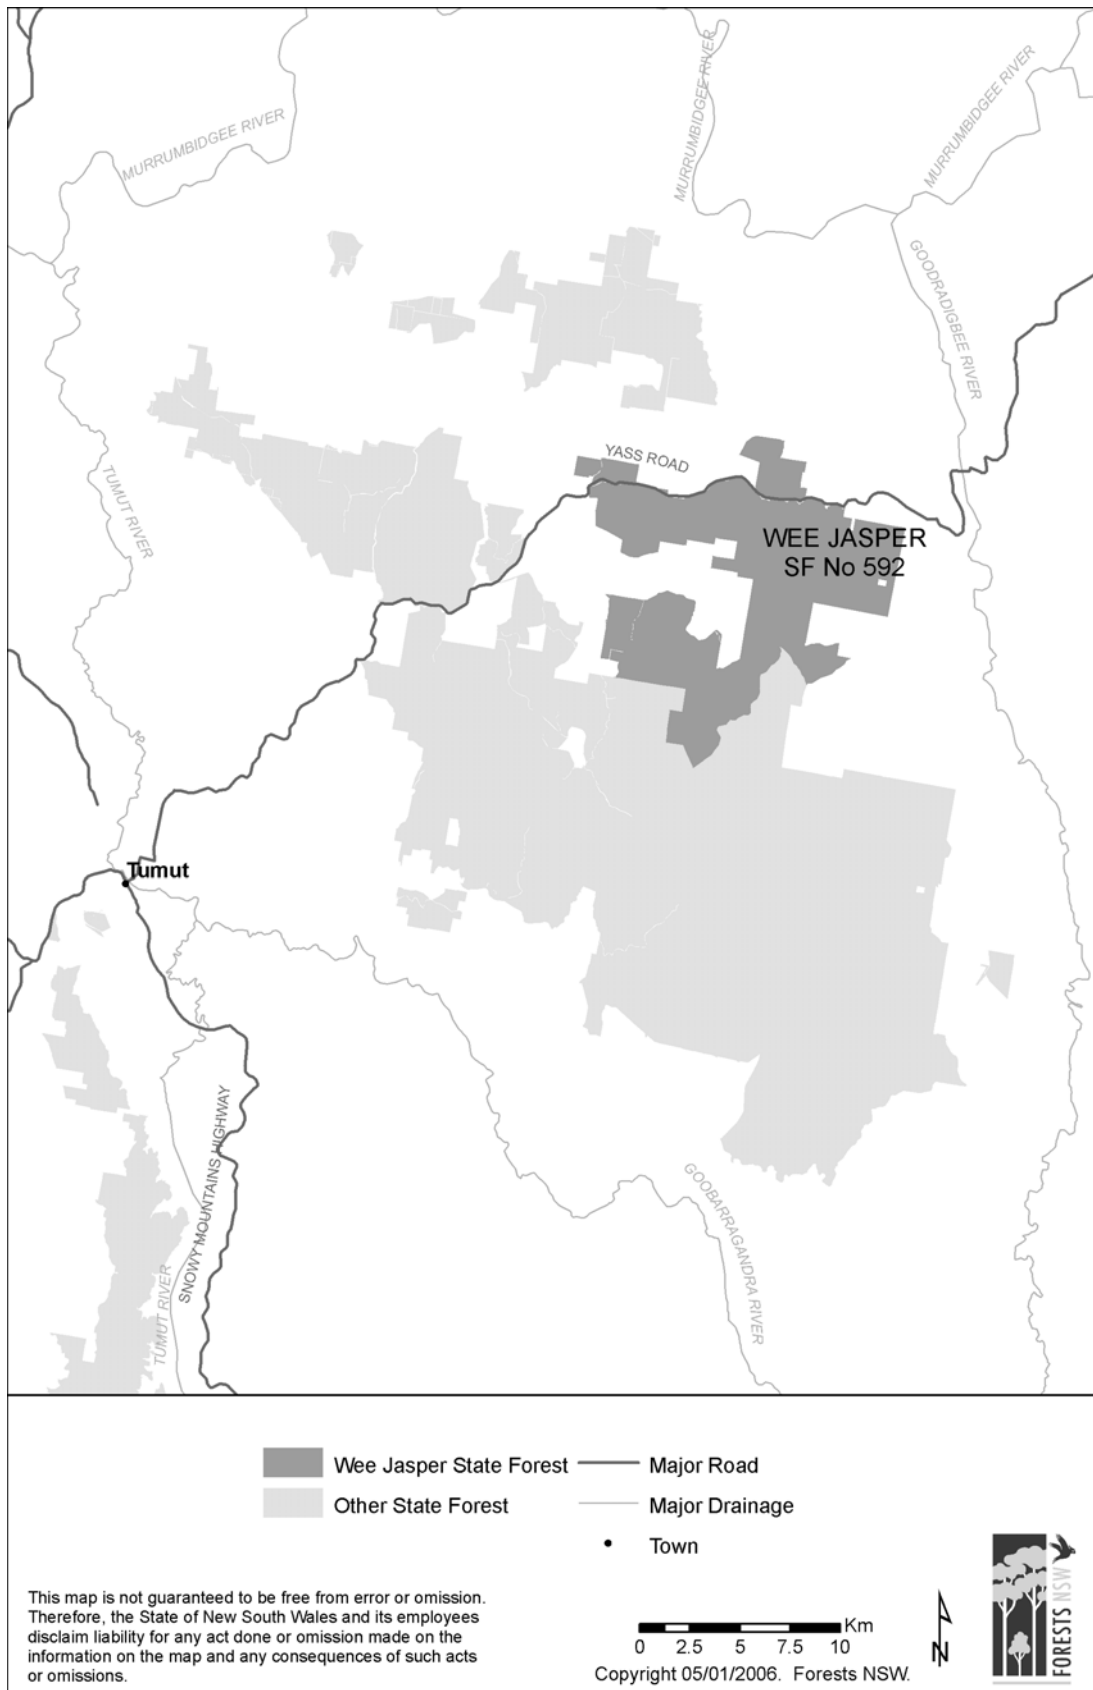 MURRUMBIDGEE RIVER
MURRUMBIDGEE RIVER
MURRUMBIDGEE RIVER
GOODRADIGBEE RIVER
YASS ROAD
TUMUT RIVER
WEE JASPER
SF No 592
Tumut
SNOWY MOUNTAINS HIGHWAY
TUMUT RIVER
GOOBARRAGANDRA RIVER
Wee Jasper State Forest
Major Road
Other State Forest
Major Drainage
Town
This map is not guaranteed to be free from error or omission.
Therefore, the State of New South Wales and its employees
disclaim liability for any act done or omission made on the
information on the map and any consequences of such acts
or omissions.
Km
0 2.5 5 7.5 10
Copyright 05/01/2006. Forests NSW.
N
FORESTS NSW